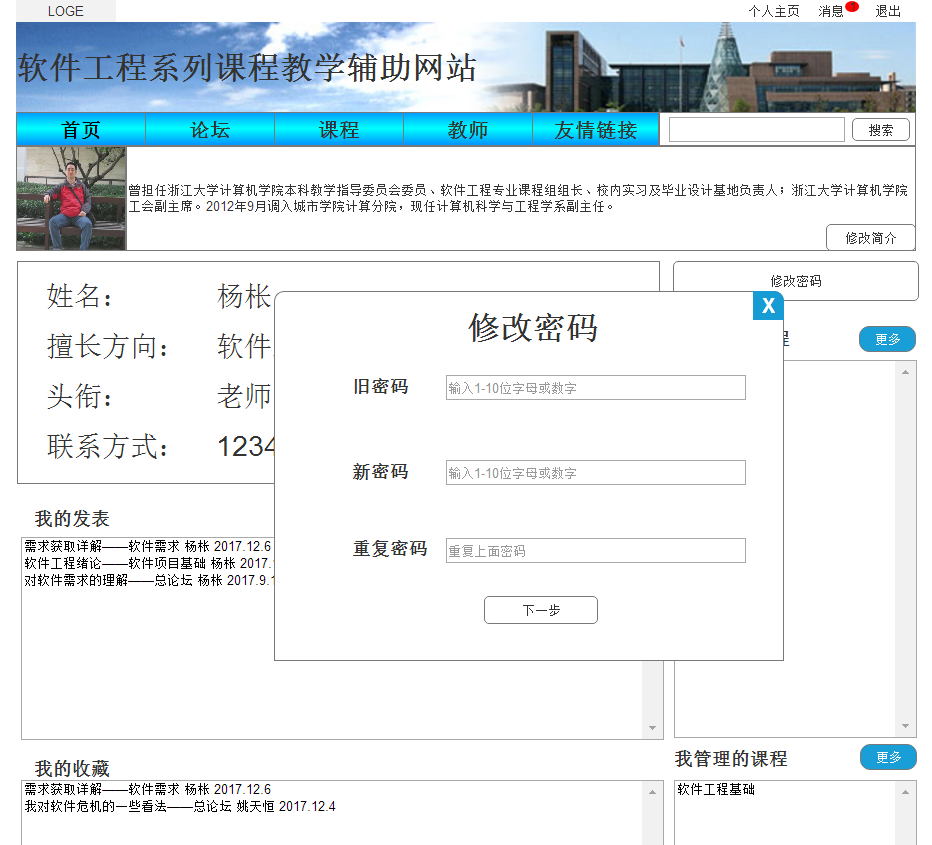 LOGE
个人主页 消息 退出
软件工程系列课程教学辅助网站
首页 论坛 课程 教师 友情链接 搜索
曾担任浙江大学计算机学院本科教学指导委员会委员、软件工程专业课程组组长、校内实习及毕业设计基地负责人；浙江大学计算机学院
工会副主席。2012年9月调入城市学院计算分院，现任计算机科学与工程学系副主任。
修改简介
姓名： 杨枨
擅长方向： 软件
头衔： 老师
联系方式： 1234
修改密码
程 更多
X
修改密码
旧密码 输入1-10位字母或数字
新密码 输入1-10位字母或数字
重复密码 重复上面密码
下一步
我的发表
需求获取详解——软件需求 杨枨 2017.12.6
软件工程绪论——软件项目基础 杨枨 2017.
对软件需求的理解——总论坛 杨枨 2017.9.1
我的收藏
需求获取详解——软件需求 杨枨 2017.12.6
我对软件危机的一些看法——总论坛 姚天恒 2017.12.4
我管理的课程 更多
软件工程基础